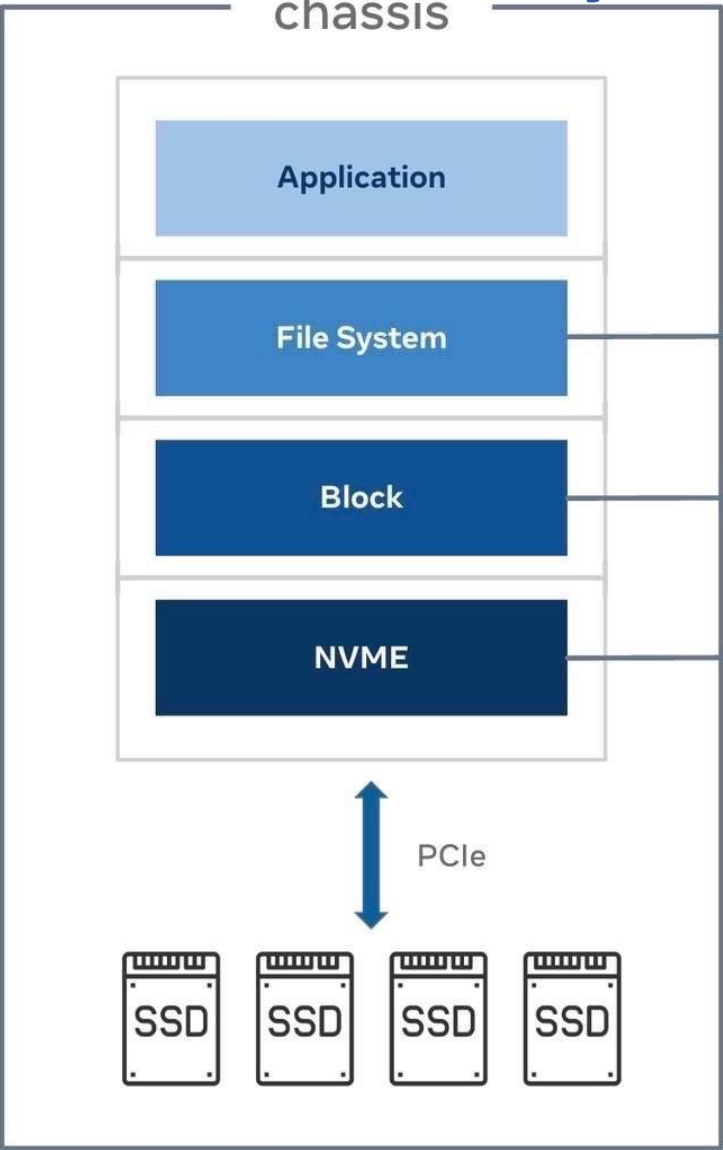 chassis
Application
File System
Block
NVME
PCIe
SSD SSD SSD SSD